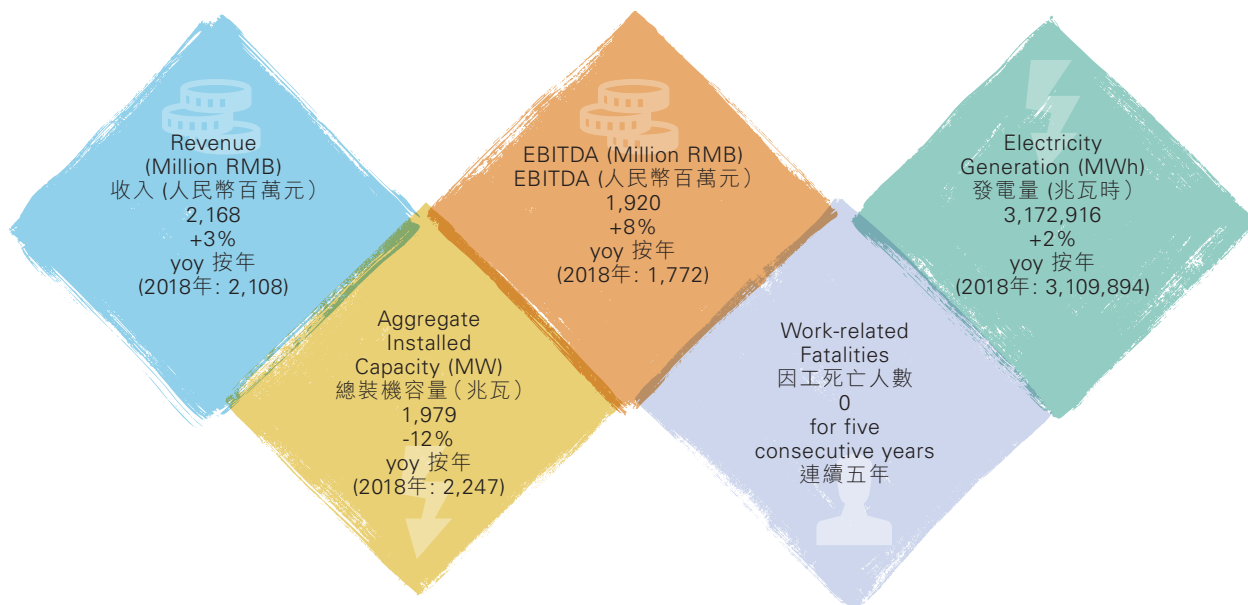 Revenue
(Million RMB)
收入 (人民幣百萬元)
2,168
+3%
yoy 按年
(2018年: 2,108)
Aggregate
Installed
Capacity (MW)
總裝機容量 (兆瓦)
1,979
-12%
yoy 按年
(2018年: 2,247)
EBITDA (Million RMB)
EBITDA (人民幣百萬元)
1,920
+8%
yoy 按年
(2018年: 1,772)
Work-related
Fatalities
因工死亡人數
0
for five
consecutive years
連續五年
Electricity
Generation (MWh)
發電量 (兆瓦時)
3,172,916
+2%
yoy 按年
(2018年: 3,109,894)